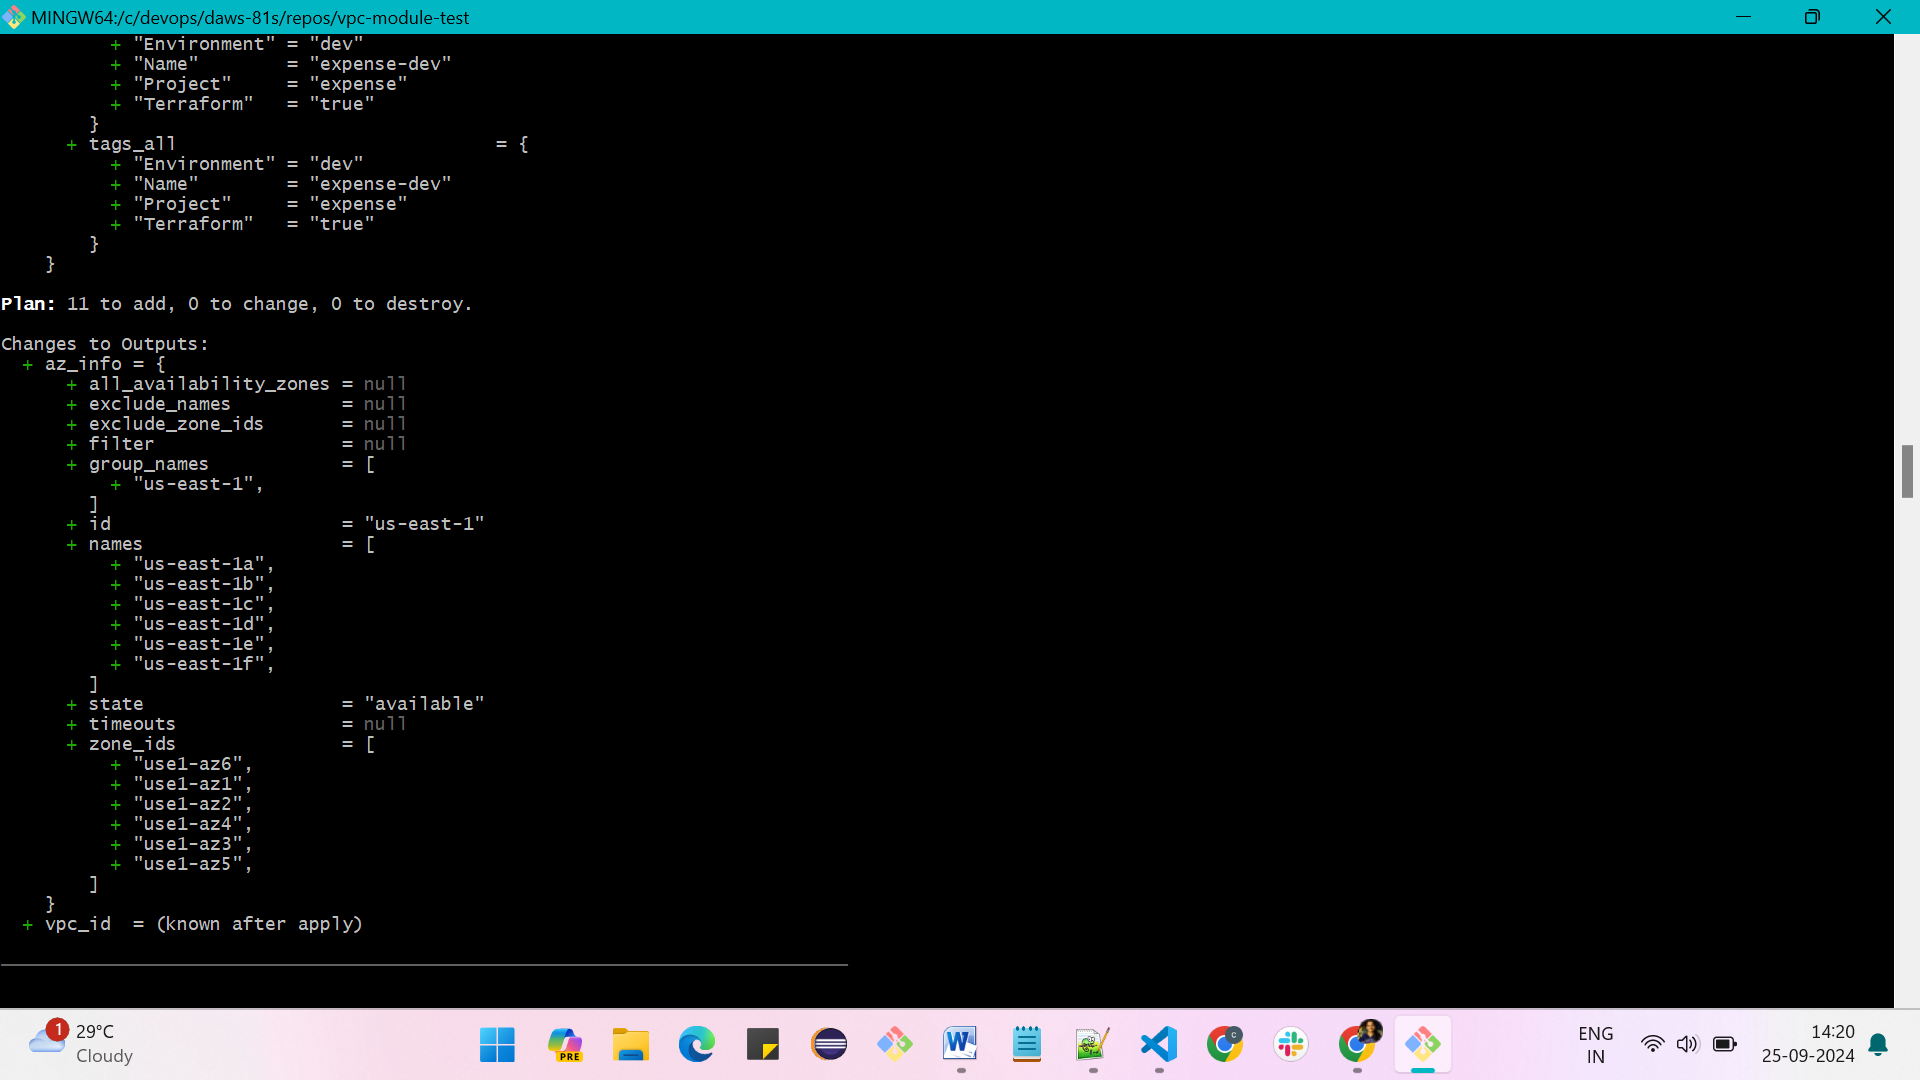 MINGW64:/c/devops/daws-81s/repos/vpc-module-test
+ "Environment" = "dev"
+ "Name"        = "expense-dev"
+ "Project"     = "expense"
+ "Terraform"   = "true"
}
+ tags_all                             = {
+ "Environment" = "dev"
+ "Name"        = "expense-dev"
+ "Project"     = "expense"
+ "Terraform"   = "true"
}
}
Plan: 11 to add, 0 to change, 0 to destroy.
Changes to Outputs:
+ az_info = {
+ all_availability_zones = null
+ exclude_names          = null
+ exclude_zone_ids       = null
+ filter                 = null
+ group_names            = [
+ "us-east-1",
]
+ id                     = "us-east-1"
+ names                  = [
+ "us-east-1a",
+ "us-east-1b",
+ "us-east-1c",
+ "us-east-1d",
+ "us-east-1e",
+ "us-east-1f",
]
+ state                  = "available"
+ timeouts               = null
+ zone_ids               = [
+ "use1-az6",
+ "use1-az1",
+ "use1-az2",
+ "use1-az4",
+ "use1-az3",
+ "use1-az5",
]
}
+ vpc_id  = (known after apply)
1
29°C
Cloudy
PRE
W
C
ENG
IN
14:20
25-09-2024